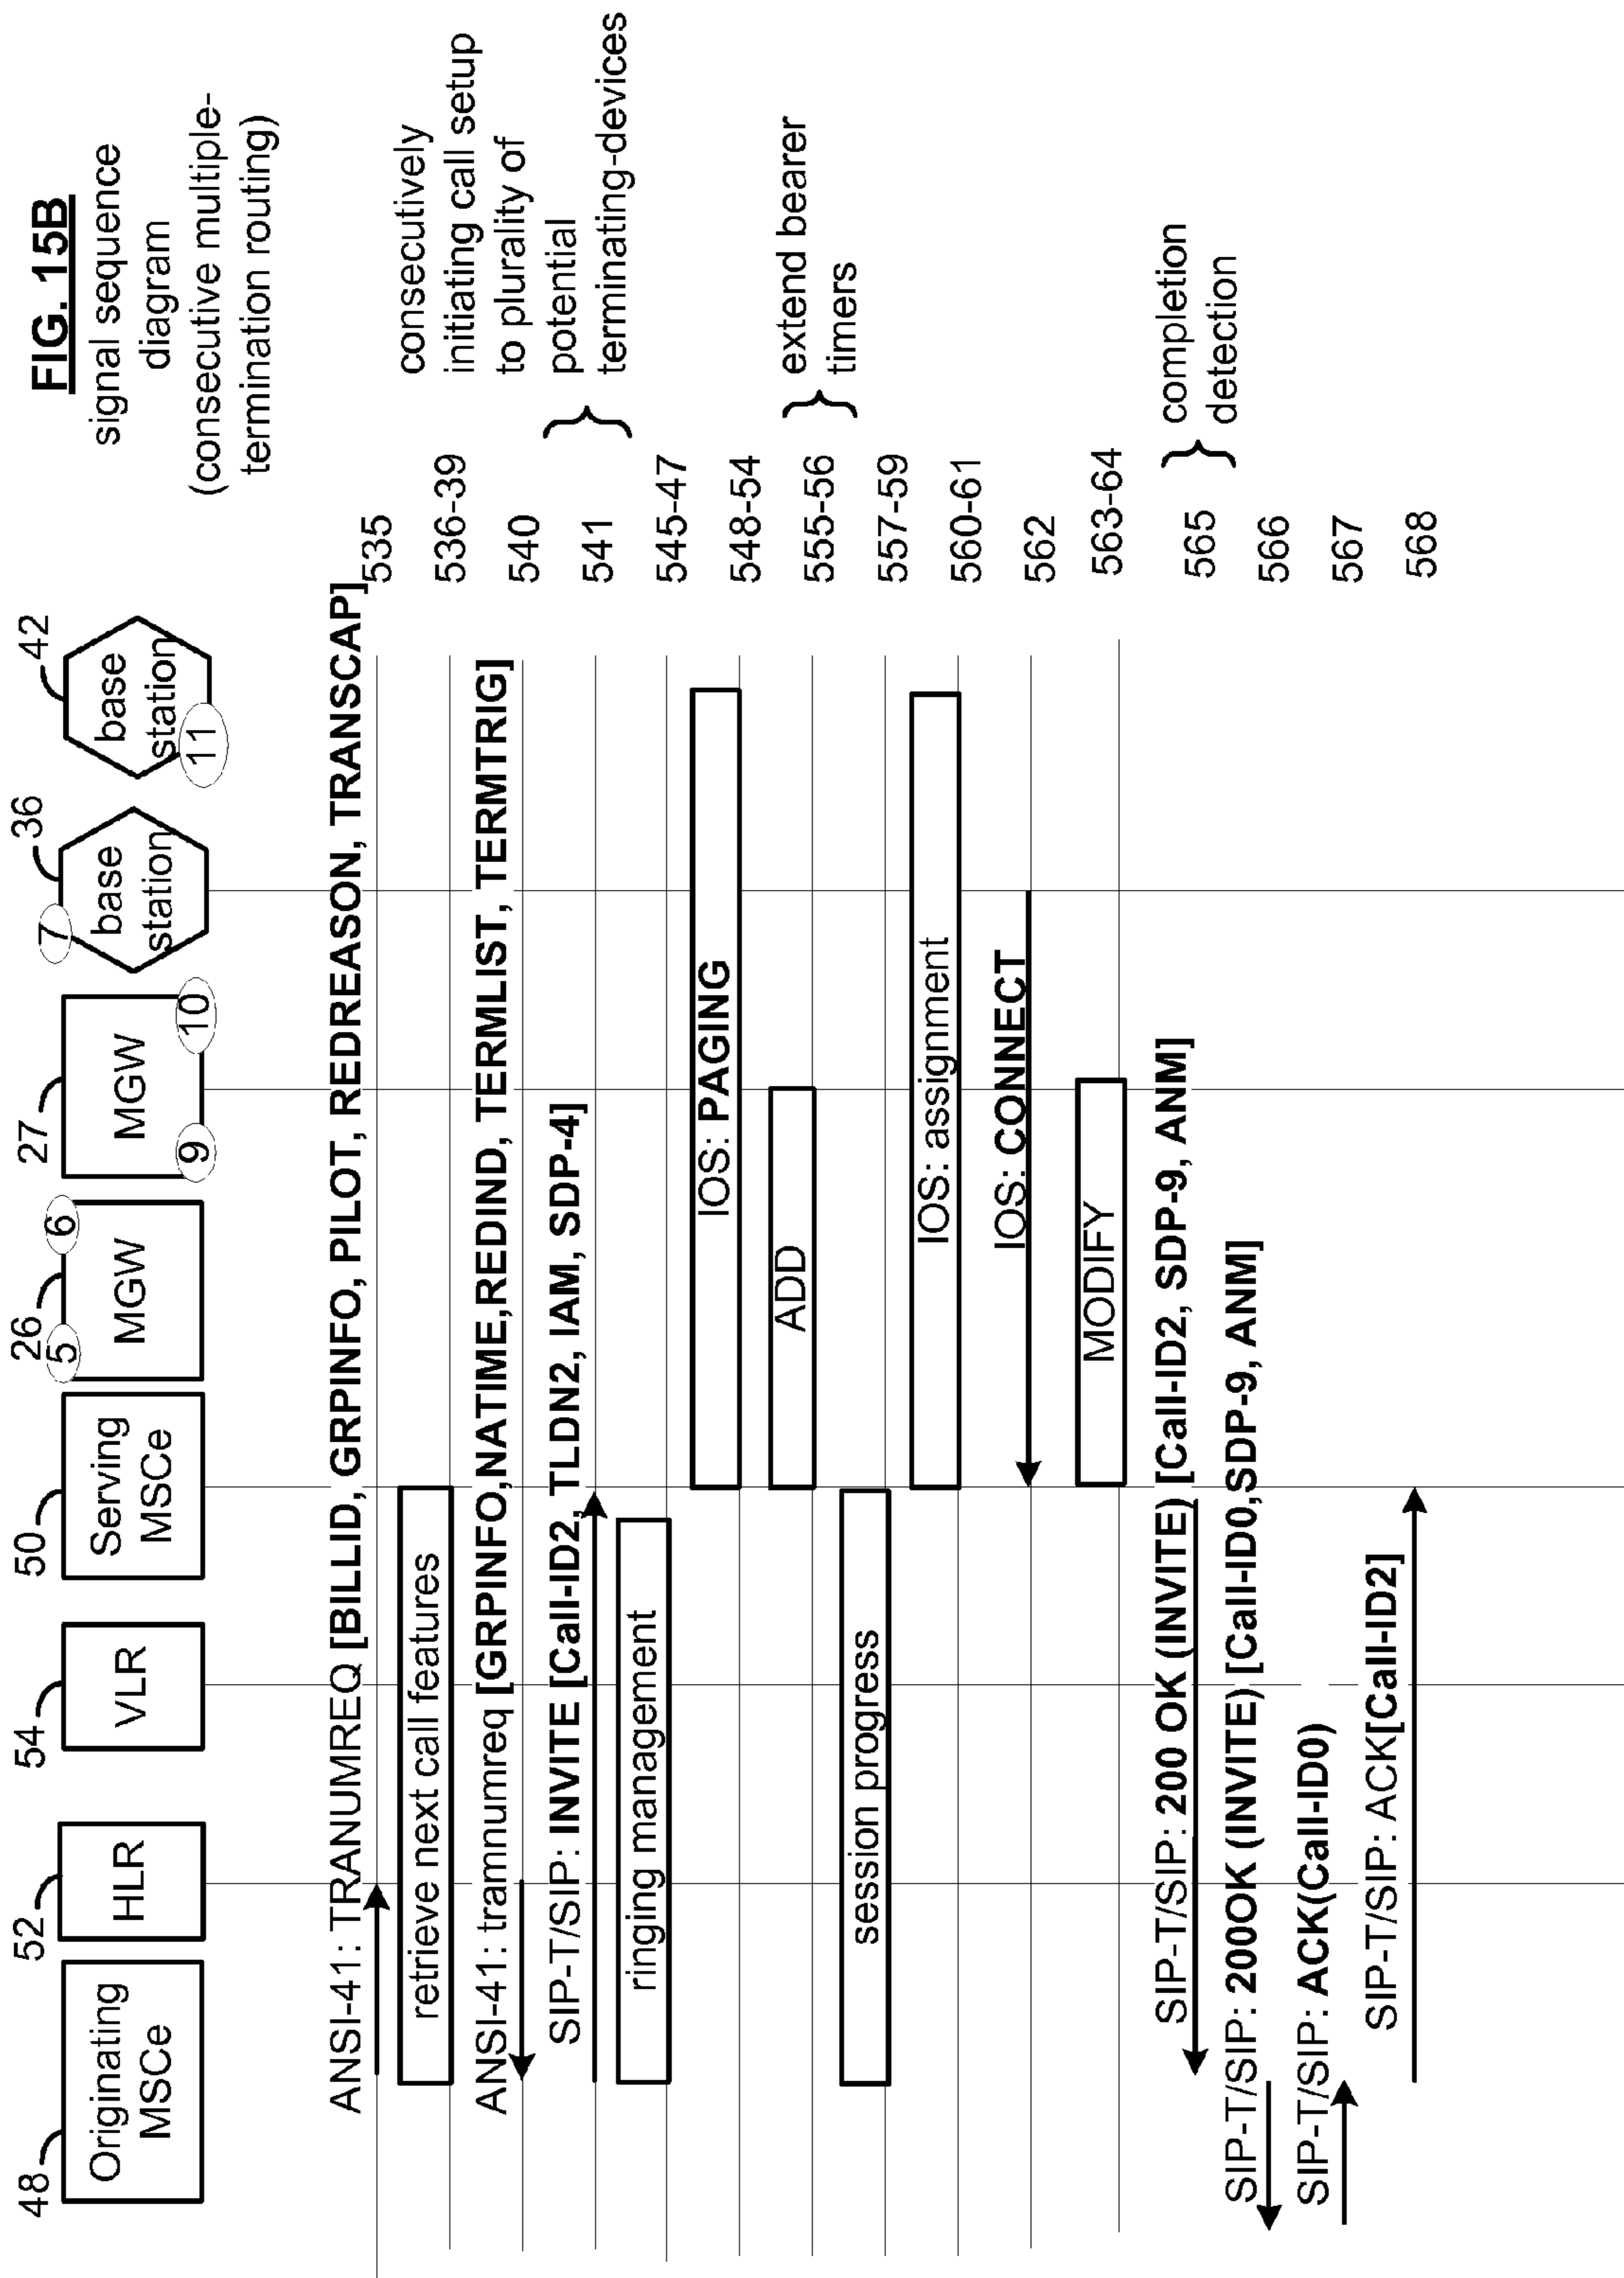 FIG. 15B
signal sequence
diagram
(consecutive multiple-
termination routing)
48
52
54
50
26
27
36
42
Originating
MSCe
HLR
VLR
Serving
MSCe
5
6
MGW
9
MGW
10
7
base
station
base
station
11
ANSI-41: TRANUMREQ [BILLID, GRPINFO, PILOT, REDREASON, TRANSCAP]
535
retrieve next call features
536-39
ANSI-41: tramnumreq [GRPINFO,NATIME,REDIND, TERMLIST, TERMTRIG]
540
SIP-T/SIP: INVITE [Call-ID2, TLDN2, IAM, SDP-4]
541
consecutively
initiating call setup
to plurality of
potential
terminating-devices
ringing management
545-47
IOS: PAGING
548-54
ADD
555-56
extend bearer
timers
session progress
557-59
IOS: assignment
560-61
IOS: CONNECT
562
MODIFY
563-64
SIP-T/SIP: 200 OK (INVITE) [Call-ID2, SDP-9, ANM]
565
completion
detection
SIP-T/SIP: 200OK (INVITE) [Call-ID0,SDP-9, ANM]
566
SIP-T/SIP: ACK(Call-ID0)
567
SIP-T/SIP: ACK[Call-ID2]
568